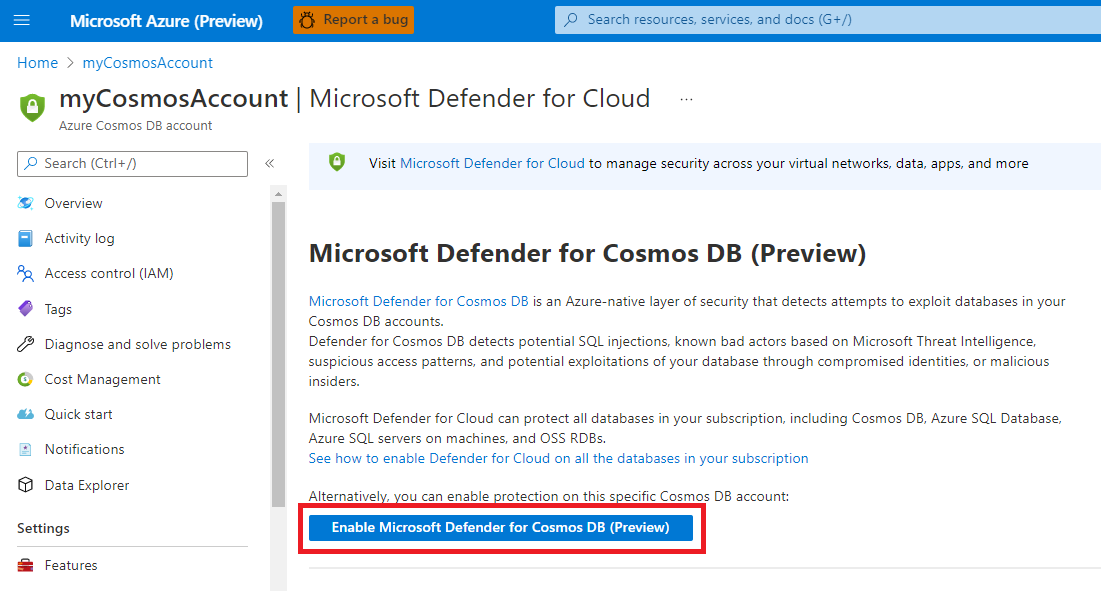 Microsoft Azure (Preview)
Report a bug
Search resources, services, and docs (G+/)
Home > myCosmosAccount
myCosmosAccount | Microsoft Defender for Cloud ...
Azure Cosmos DB account
Search (Ctrl+/)
«
Overview
Activity log
Access control (IAM)
Tags
Diagnose and solve problems
Cost Management
Quick start
Notifications
Data Explorer
Settings
Features
Visit Microsoft Defender for Cloud to manage security across your virtual networks, data, apps, and more
Microsoft Defender for Cosmos DB (Preview)
Microsoft Defender for Cosmos DB is an Azure-native layer of security that detects attempts to exploit databases in your
Cosmos DB accounts.
Defender for Cosmos DB detects potential SQL injections, known bad actors based on Microsoft Threat Intelligence,
suspicious access patterns, and potential exploitations of your database through compromised identities, or malicious
insiders.
Microsoft Defender for Cloud can protect all databases in your subscription, including Cosmos DB, Azure SQL Database,
Azure SQL servers on machines, and OSS RDBs.
See how to enable Defender for Cloud on all the databases in your subscription
Alternatively, you can enable protection on this specific Cosmos DB account:
Enable Microsoft Defender for Cosmos DB (Preview)